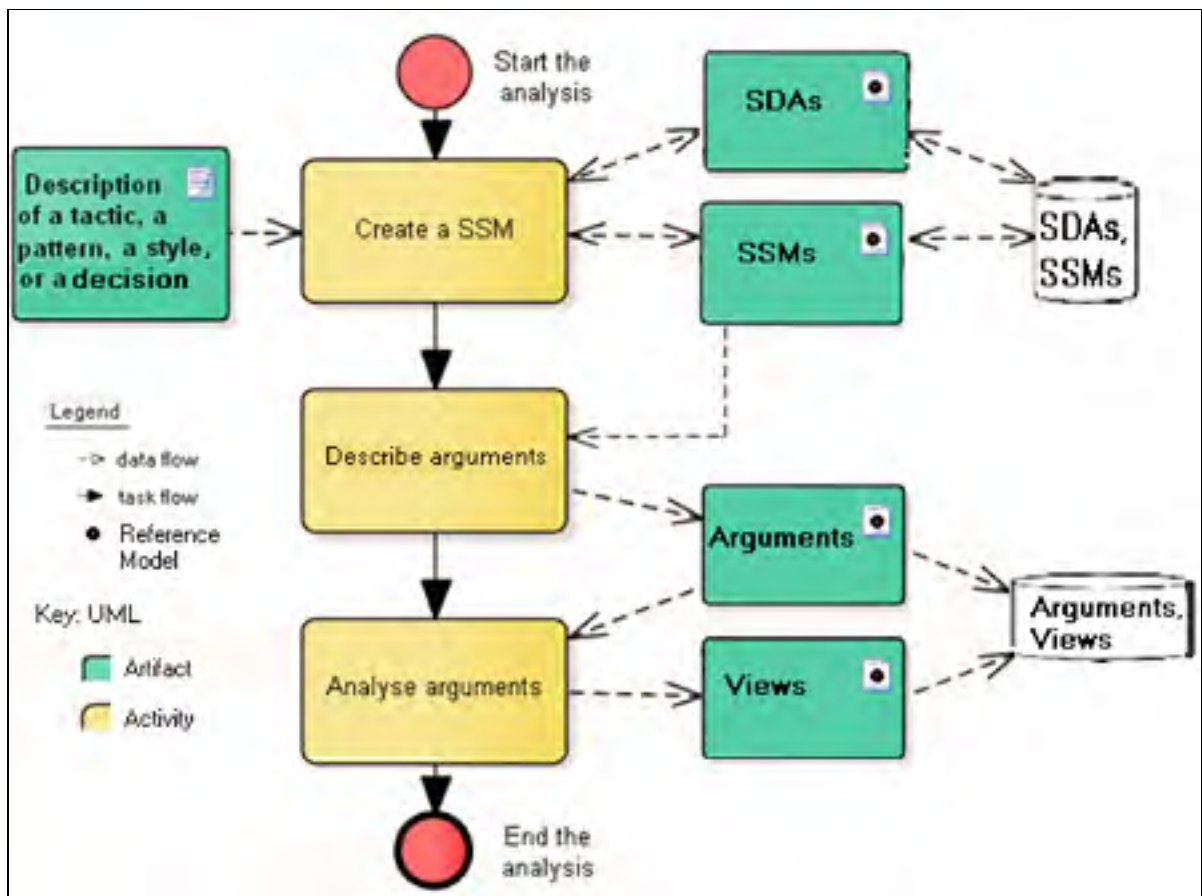 Start the
analysis
SDAs
Description
of a tactic, a
pattern, a style,
or a decision
Create a SSM
SSMs
SDAs,
SSMs
Legend
data flow
task flow
Reference
Model
Describe arguments
Arguments
Key: UML
Artifact
Activity
Analyse arguments
Views
Arguments,
Views
End the
analysis